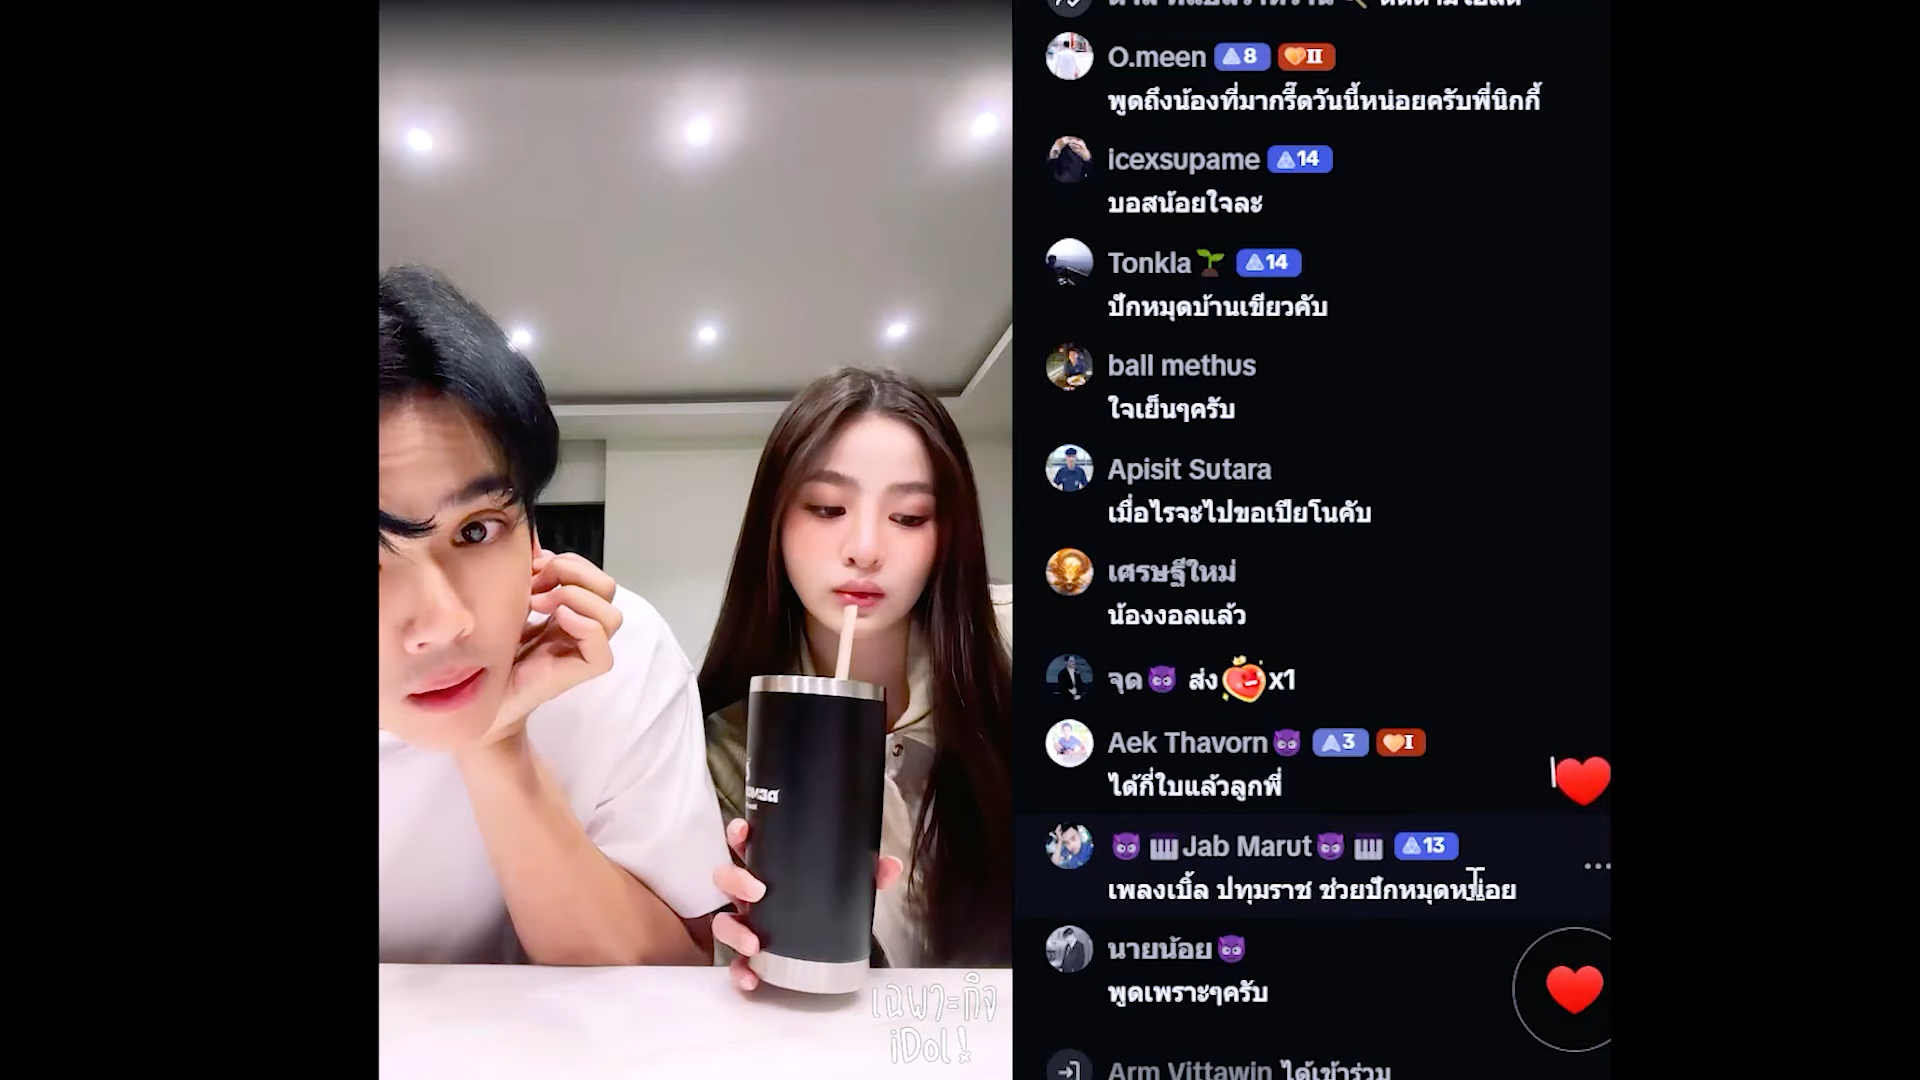 O.meen 8 II
พูดถึงน้องที่มากรี๊ดวันนี้หน่อยครับพี่นิกกี้
icexsupame 14
บอสน้อยใจละ
Tonkla🌱 14
ปักหมุดบ้านเขียวคับ
ball methus
ใจเย็นๆครับ
Apisit Sutara
เมื่อไรจะไปขอเปียโนคับ
เศรษฐีใหม่
น้องงอลแล้ว
จุด😈 ส่ง x1
Aek Thavorn😈 3 I
ได้กี่ใบแล้วลูกพี่
😈 🎹Jab Marut😈 🎹 13
เพลงเบิ้ล ปทุมราช ช่วยปักหมุดหน่อย
นายน้อย😈
พูดเพราะๆครับ
Arm Vittawin ได้เข้าร่วม
เฉพาะกิจ
iDol!